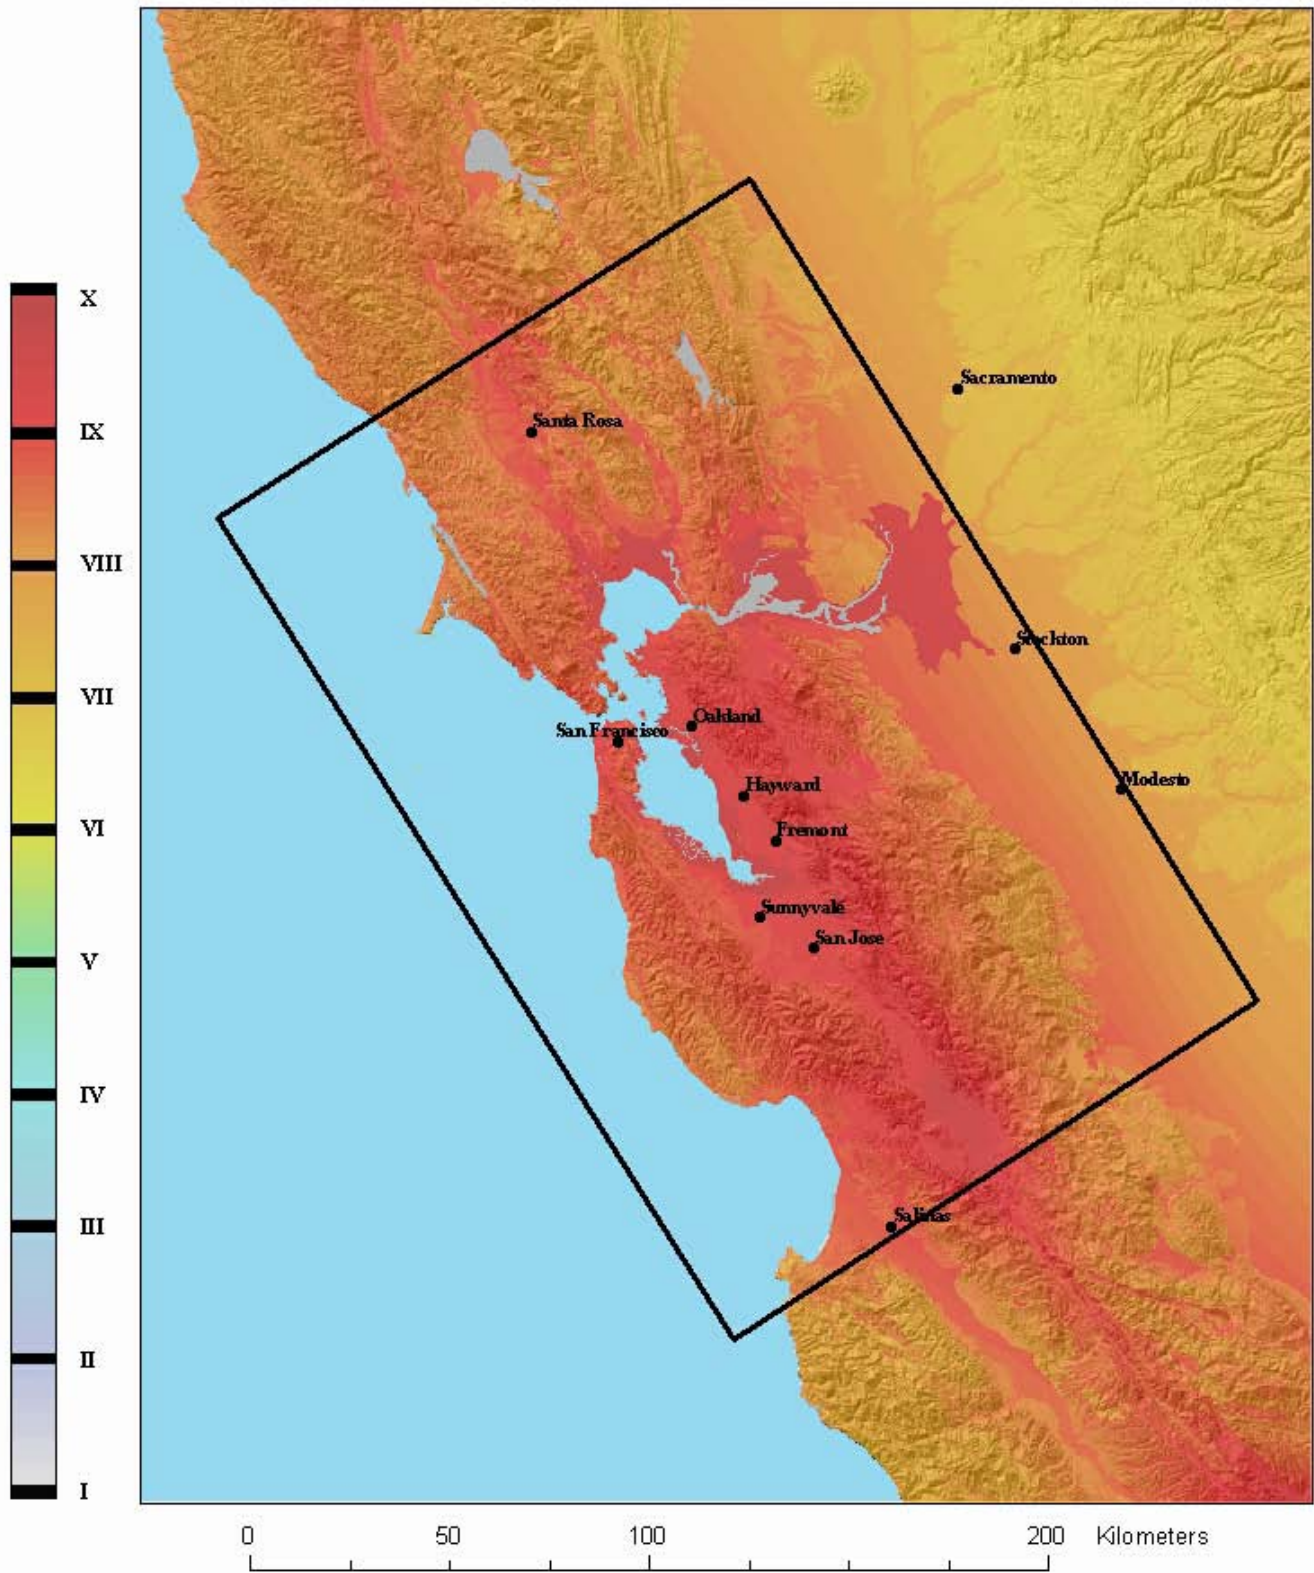 X
IX
VIII
VII
VI
V
IV
III
II
I
Sacramento
Santa Rosa
Stockton
Oakland
San Francisco
Modesto
Hayward
Fremont
Sunnyvale
San Jose
Salinas
0 50 100 200 Kilometers